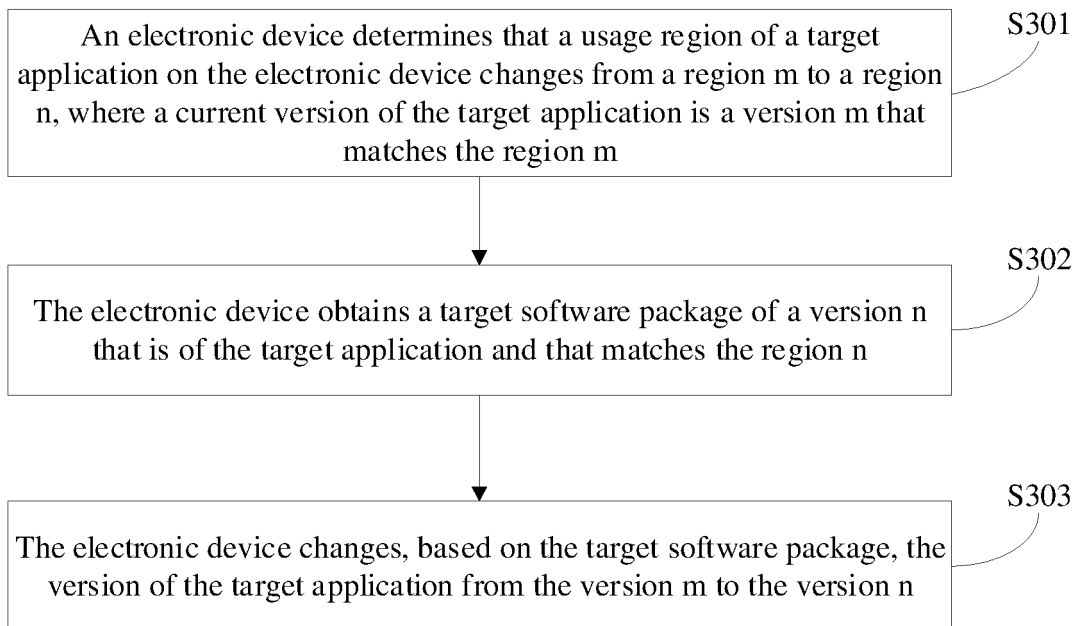 S301
An electronic device determines that a usage region of a target
application on the electronic device changes from a region m to a region
n, where a current version of the target application is a version m that
matches the region m
S302
The electronic device obtains a target software package of a version n
that is of the target application and that matches the region n
S303
The electronic device changes, based on the target software package, the
version of the target application from the version m to the version n